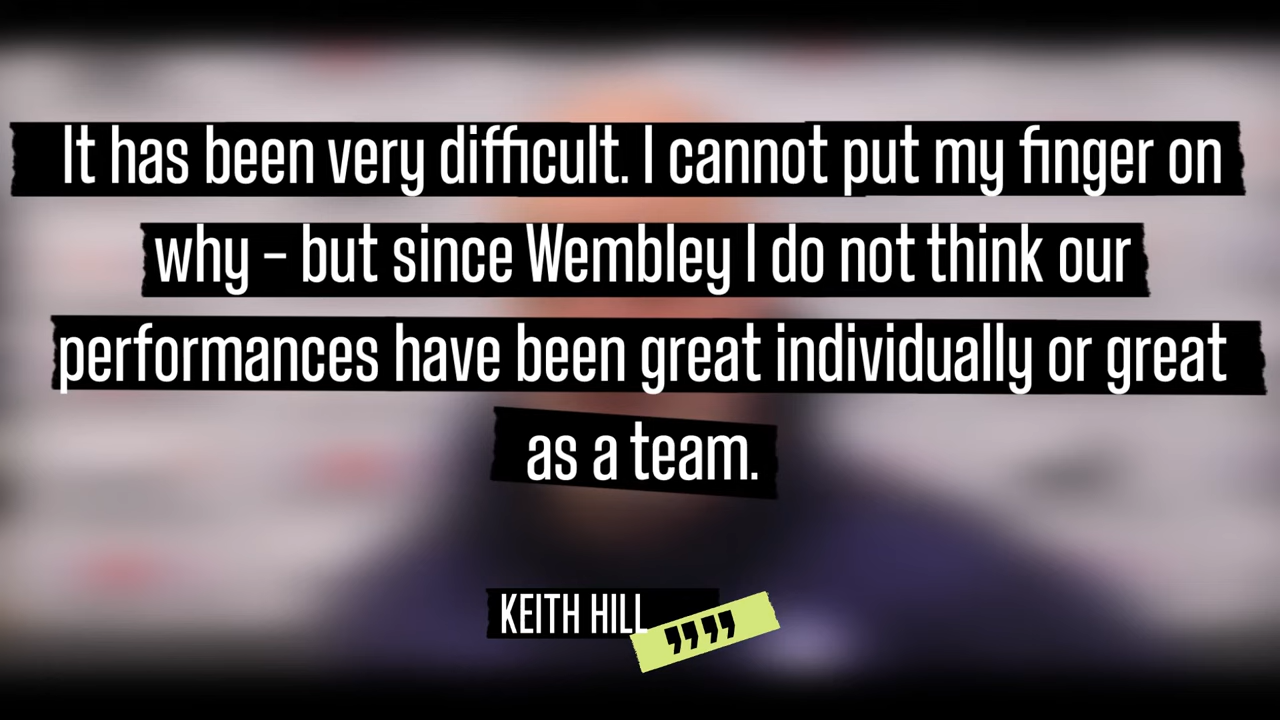 It has been very difficult. I cannot put my finger on
why – but since Wembley I do not think our
performances have been great individually or great
as a team.
KEITH HILL
””